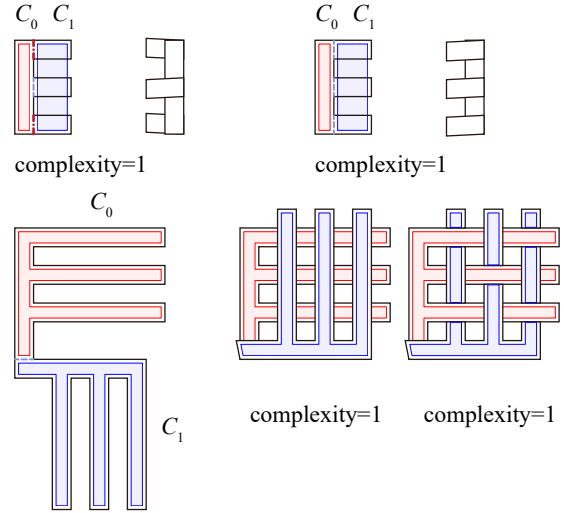 C₀ C₁
C₀ C₁
complexity=1
complexity=1
C₀
C₁
complexity=1
complexity=1